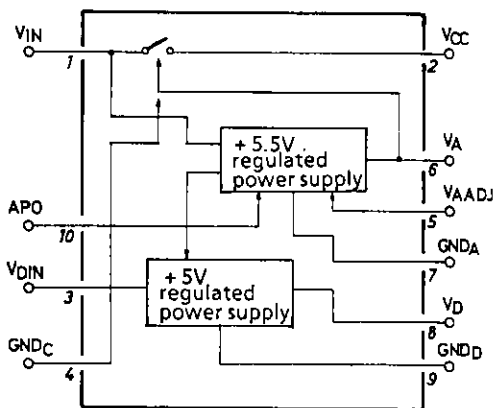 VIN
1
VCC
2
+ 5.5V
regulated
power supply
VA
6
VAADJ
5
APO
10
GNDA
7
VDIN
3
+ 5V
regulated
power supply
VD
8
GNDC
4
GNDD
9